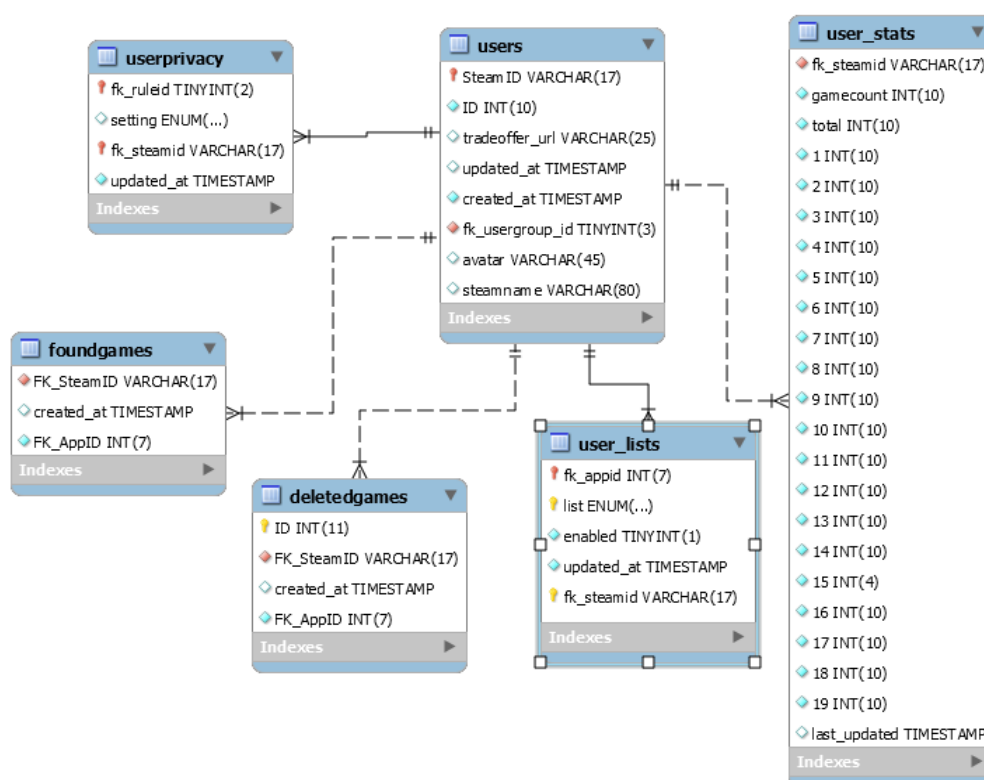 userprivacy
fk_ruleid TINYINT(2)
setting ENUM(...)
fk_steamid VARCHAR(17)
updated_at TIMESTAMP
Indexes
users
SteamID VARCHAR(17)
ID INT(10)
tradeoffer_url VARCHAR(25)
updated_at TIMESTAMP
created_at TIMESTAMP
fk_usergroup_id TINYINT(3)
avatar VARCHAR(45)
steamname VARCHAR(80)
Indexes
user_stats
fk_steamid VARCHAR(17)
gamecount INT(10)
total INT(10)
1 INT(10)
2 INT(10)
3 INT(10)
4 INT(10)
5 INT(10)
6 INT(10)
7 INT(10)
8 INT(10)
9 INT(10)
10 INT(10)
11 INT(10)
12 INT(10)
13 INT(10)
14 INT(10)
15 INT(4)
16 INT(10)
17 INT(10)
18 INT(10)
19 INT(10)
last_updated TIMESTAMP
Indexes
foundgames
FK_SteamID VARCHAR(17)
created_at TIMESTAMP
FK_AppID INT(7)
Indexes
deletedgames
ID INT(11)
FK_SteamID VARCHAR(17)
created_at TIMESTAMP
FK_AppID INT(7)
Indexes
user_lists
fk_appid INT(7)
list ENUM(...)
enabled TINYINT(1)
updated_at TIMESTAMP
fk_steamid VARCHAR(17)
Indexes